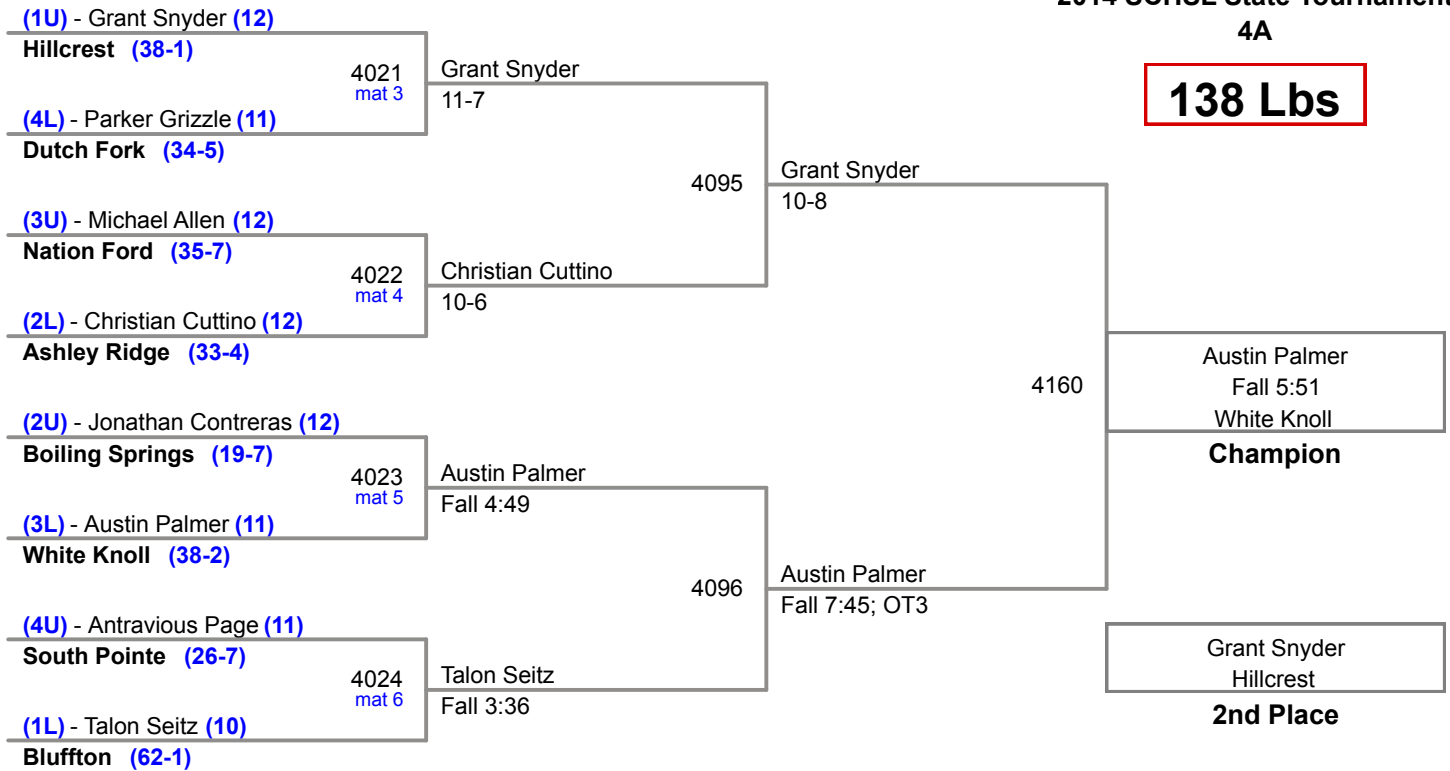 2014 SCHSL State Tournament
4A
138 Lbs
(1U) - Grant Snyder (12)
Hillcrest (38-1)
4021
mat 3
Grant Snyder
11-7
(4L) - Parker Grizzle (11)
Dutch Fork (34-5)
4095
Grant Snyder
10-8
(3U) - Michael Allen (12)
Nation Ford (35-7)
4022
mat 4
Christian Cuttino
10-6
(2L) - Christian Cuttino (12)
Ashley Ridge (33-4)
4160
Austin Palmer
Fall 5:51
White Knoll
Champion
(2U) - Jonathan Contreras (12)
Boiling Springs (19-7)
4023
mat 5
Austin Palmer
Fall 4:49
(3L) - Austin Palmer (11)
White Knoll (38-2)
4096
Austin Palmer
Fall 7:45; OT3
(4U) - Antravious Page (11)
South Pointe (26-7)
4024
mat 6
Talon Seitz
Fall 3:36
(1L) - Talon Seitz (10)
Bluffton (62-1)
Grant Snyder
Hillcrest
2nd Place